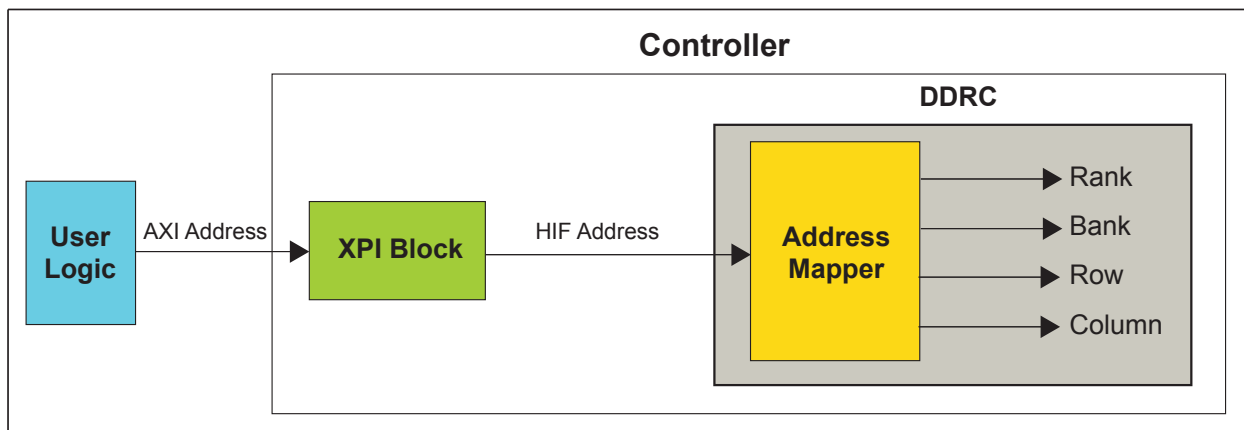 Controller
DDRC
User
Logic
AXI Address
XPI Block
HIF Address
Address
Mapper
Rank
Bank
Row
Column